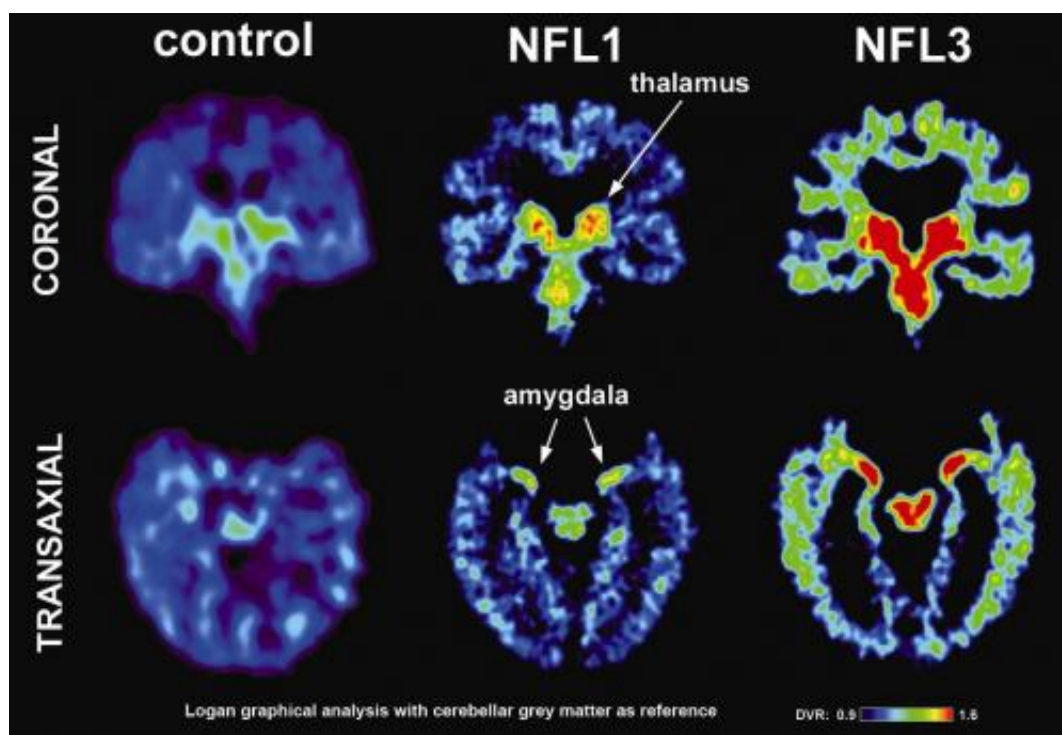 control NFL1 NFL3
thalamus
CORONAL
amygdala
TRANSAXIAL
Logan graphical analysis with cerebellar grey matter as reference
DVR: 0.9 1.6